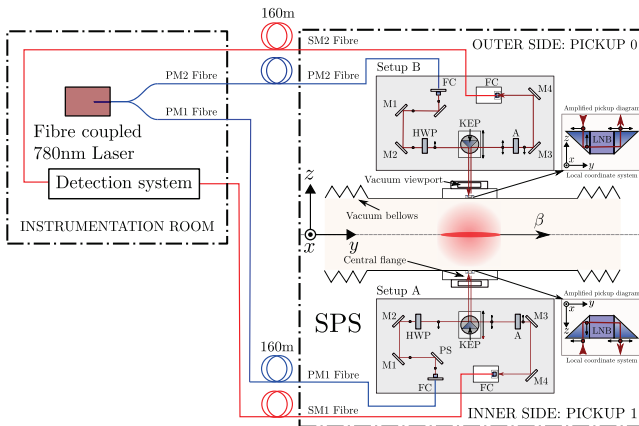 160m
SM2 Fibre
OUTER SIDE: PICKUP 0
PM2 Fibre
PM2 Fibre
PM1 Fibre
Fibre coupled
780nm Laser
Detection system
INSTRUMENTATION ROOM
Setup B
FC
FC
M4
M1
KEP
HWP
A
M2
M3
Amplified pickup diagram
LNB
z
x
y
Local coordinate system
Vacuum viewport
z
Vacuum bellows
x
y
β
Central flange
SPS
Setup A
M2
M3
HWP
KEP
A
PS
M1
FC
FC
M4
Amplified pickup diagram
x
y
z
LNB
Local coordinate system
160m
PM1 Fibre
SM1 Fibre
INNER SIDE: PICKUP 1